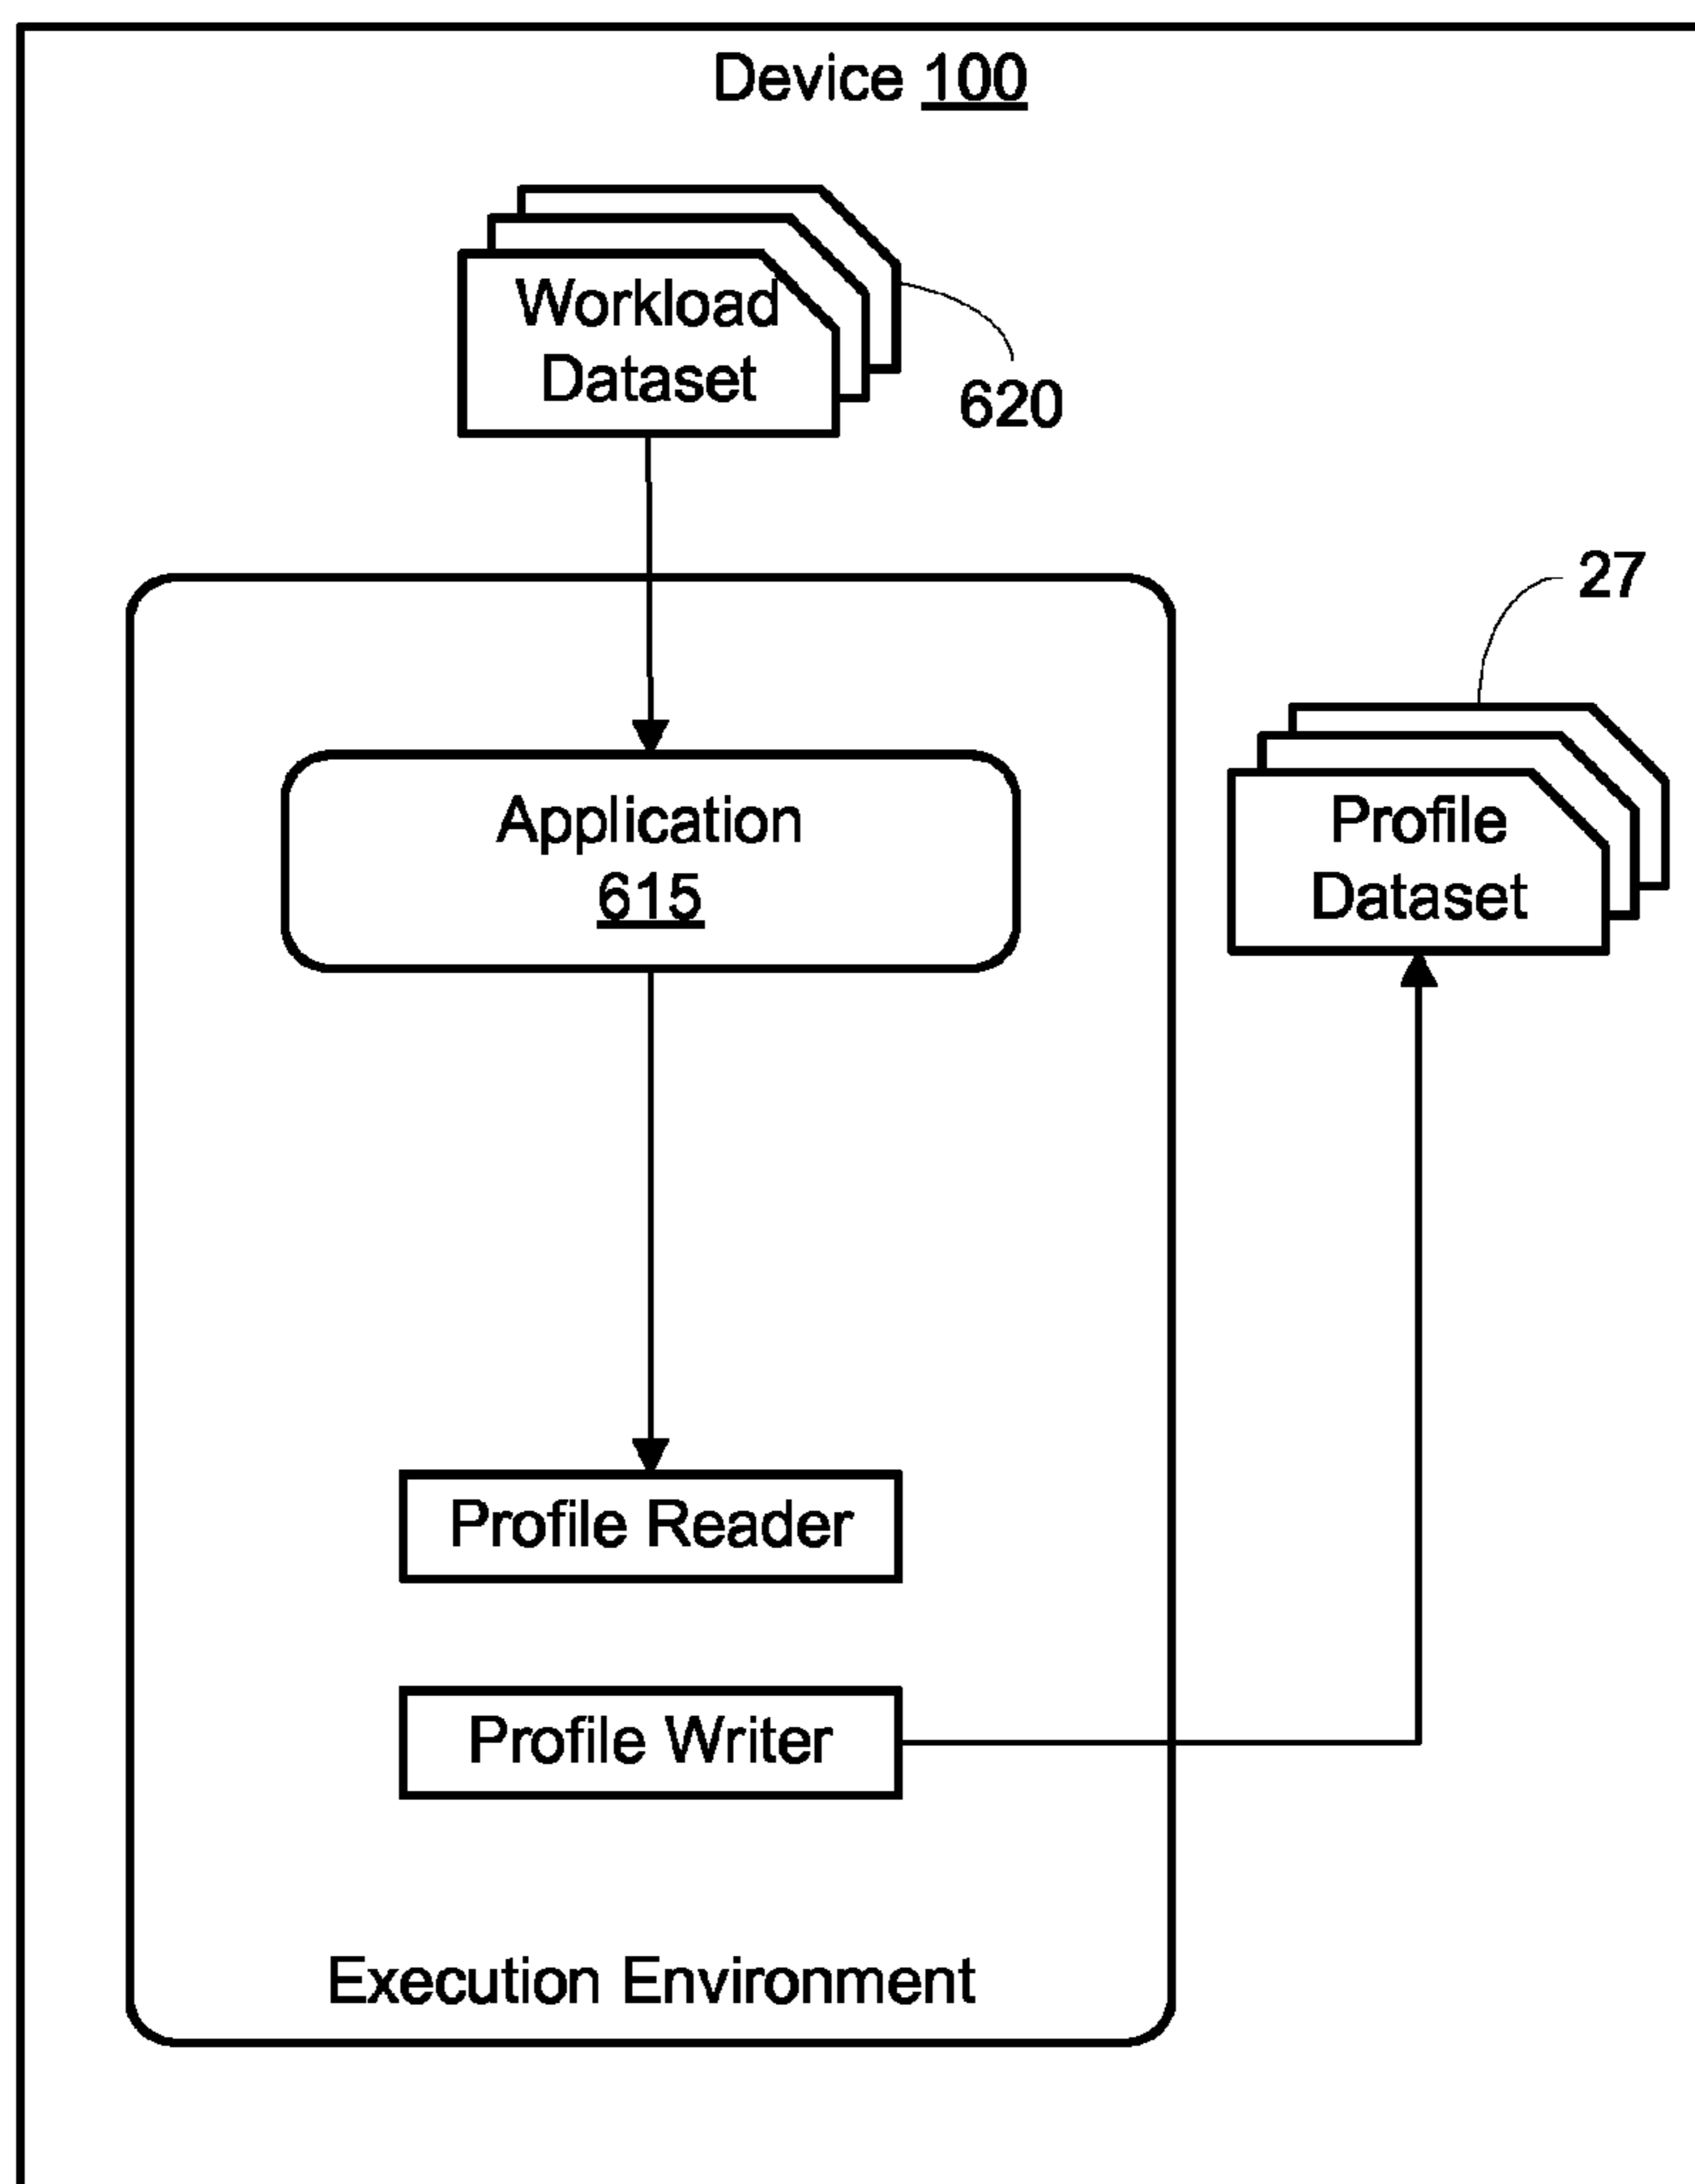 Device 100
Workload
Dataset
620
27
Application
615
Profile
Dataset
Profile Reader
Profile Writer
Execution Environment